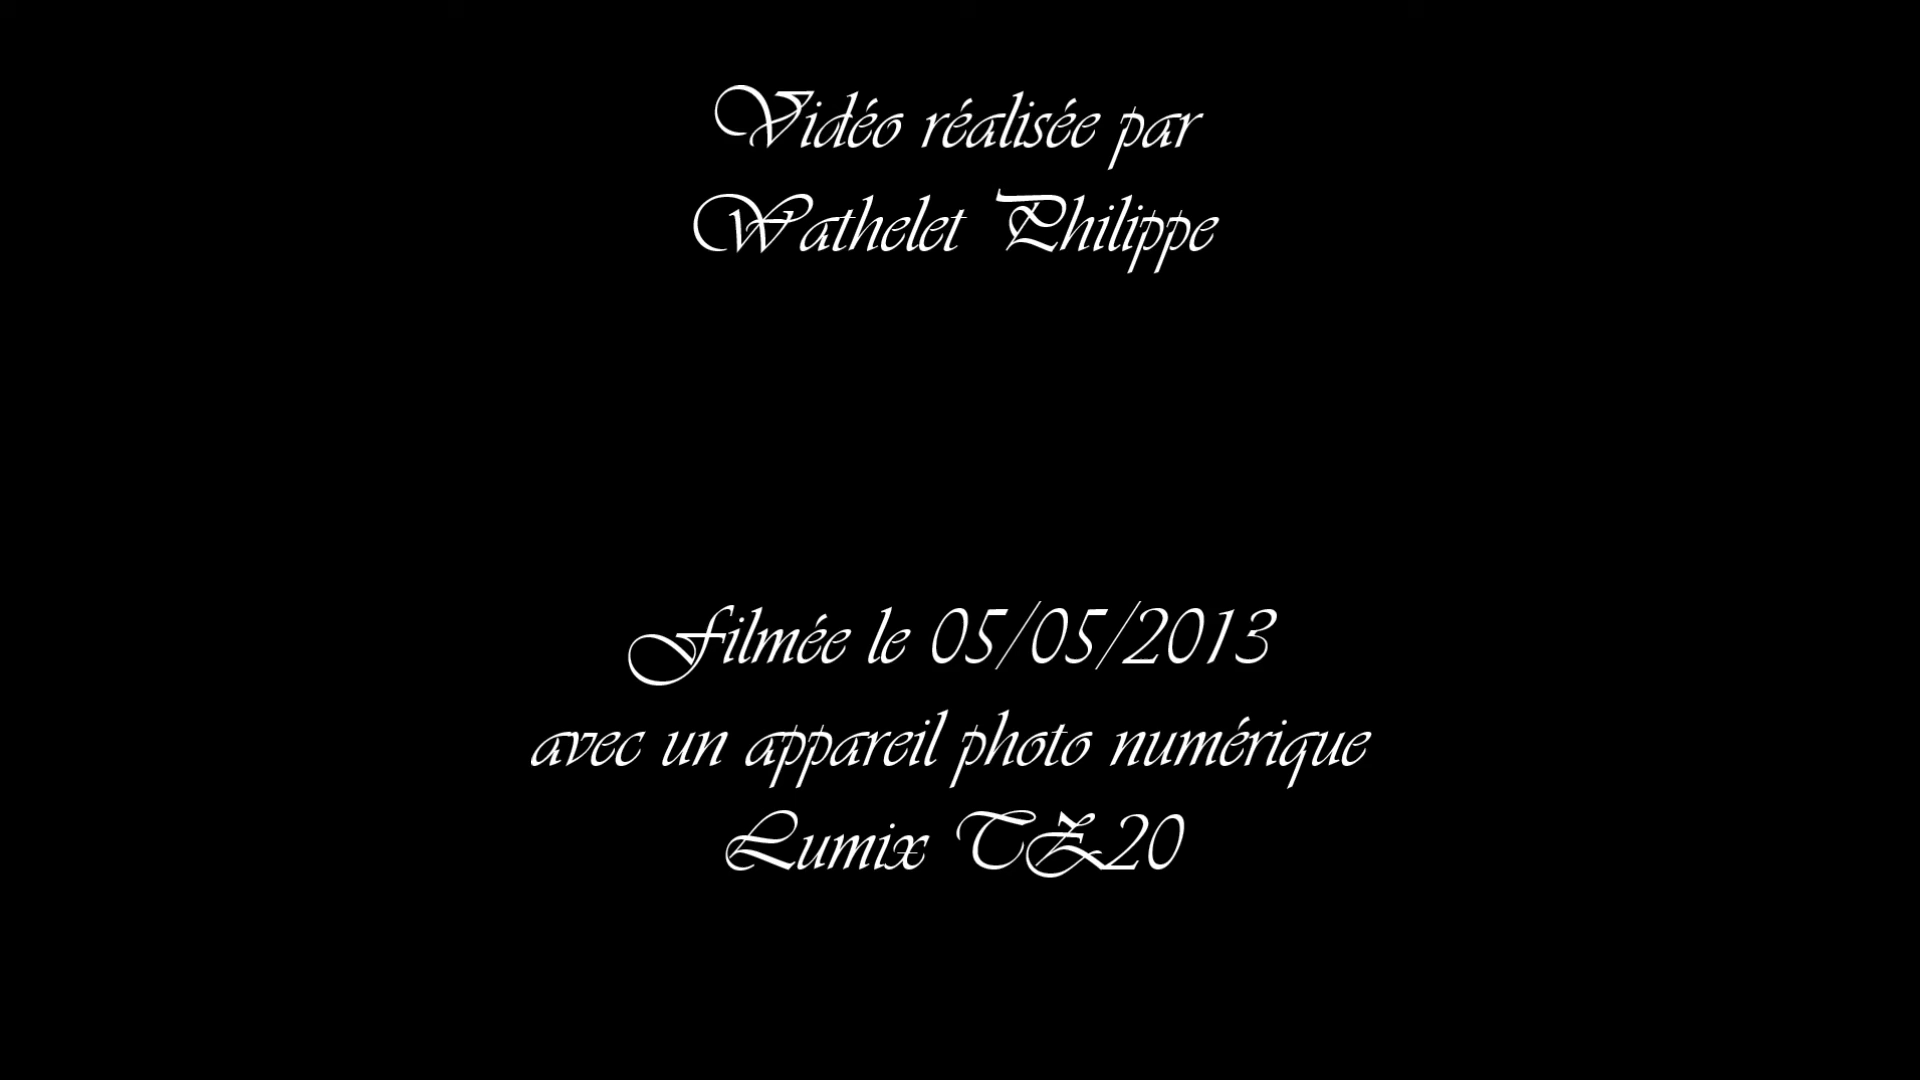 Vidéo réalisée par
Wathelet Philippe
Filmée le 05/05/2013
avec un appareil photo numérique
Lumix TZ20